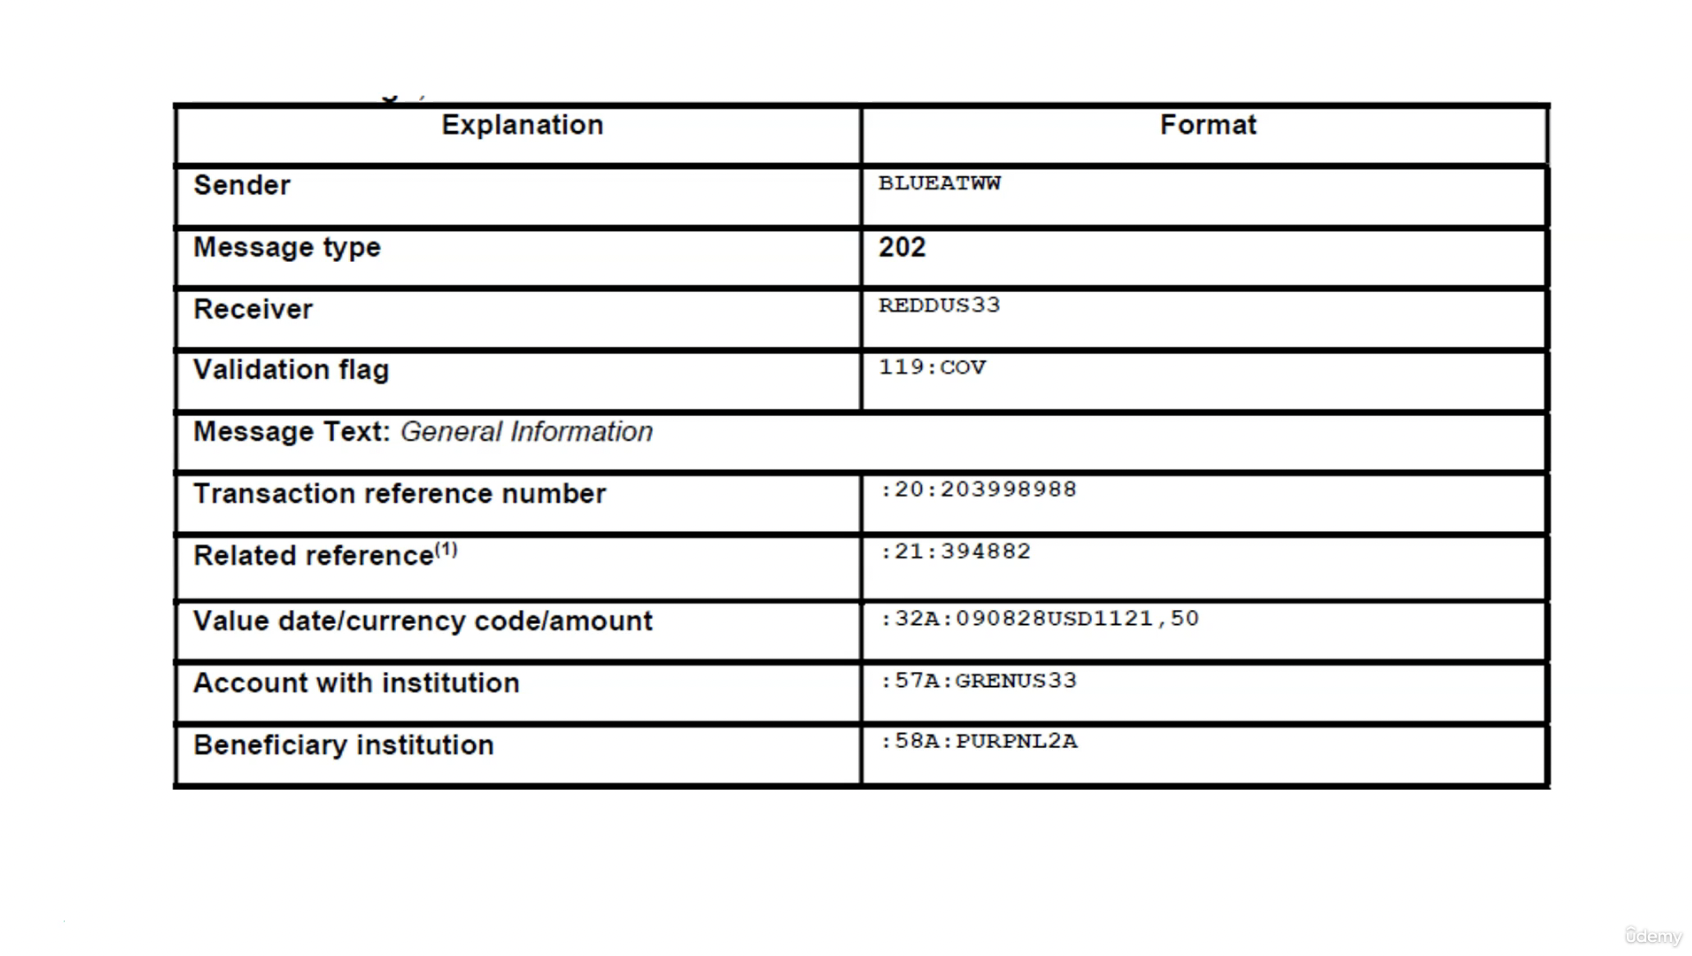 Explanation Format
Sender BLUEATWW
Message type 202
Receiver REDDUS33
Validation flag 119:COV
Message Text: General Information
Transaction reference number :20:203998988
Related reference(1) :21:394882
Value date/currency code/amount :32A:090828USD1121,50
Account with institution :57A:GRENUS33
Beneficiary institution :58A:PURPNL2A
ûdemy